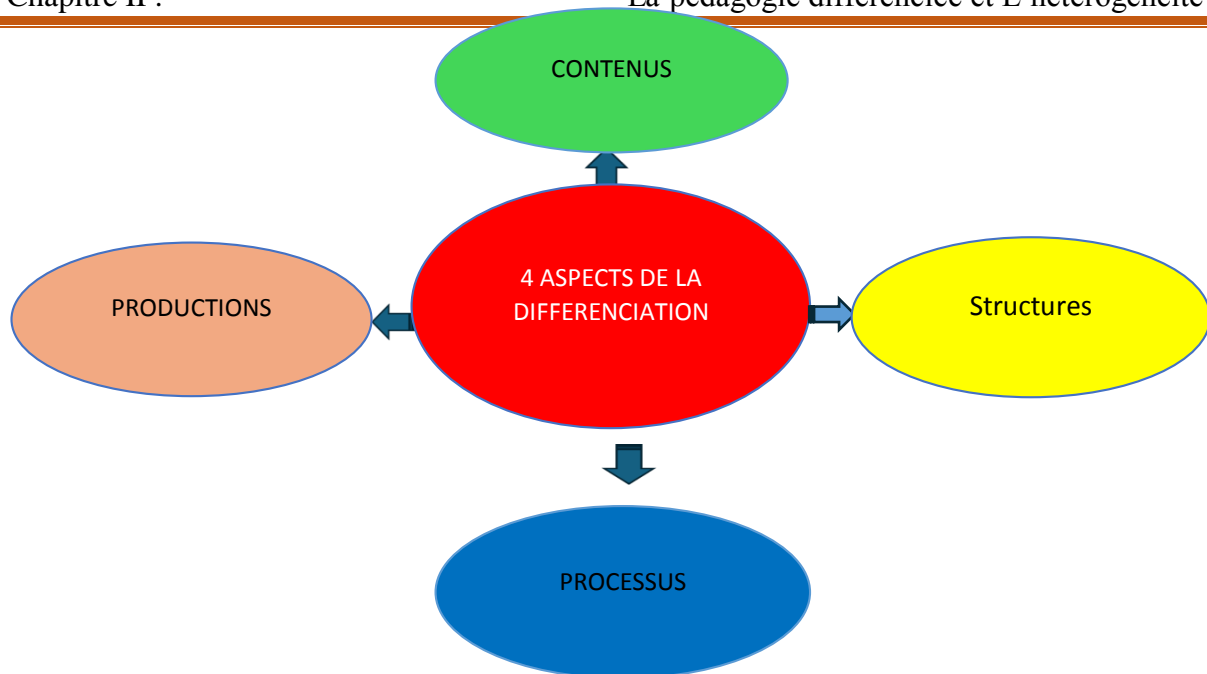 Chapitre II : La pédagogie différenciée et L'hétérogénéité
CONTENUS
4 ASPECTS DE LA
DIFFERENCIATION
PRODUCTIONS
Structures
PROCESSUS